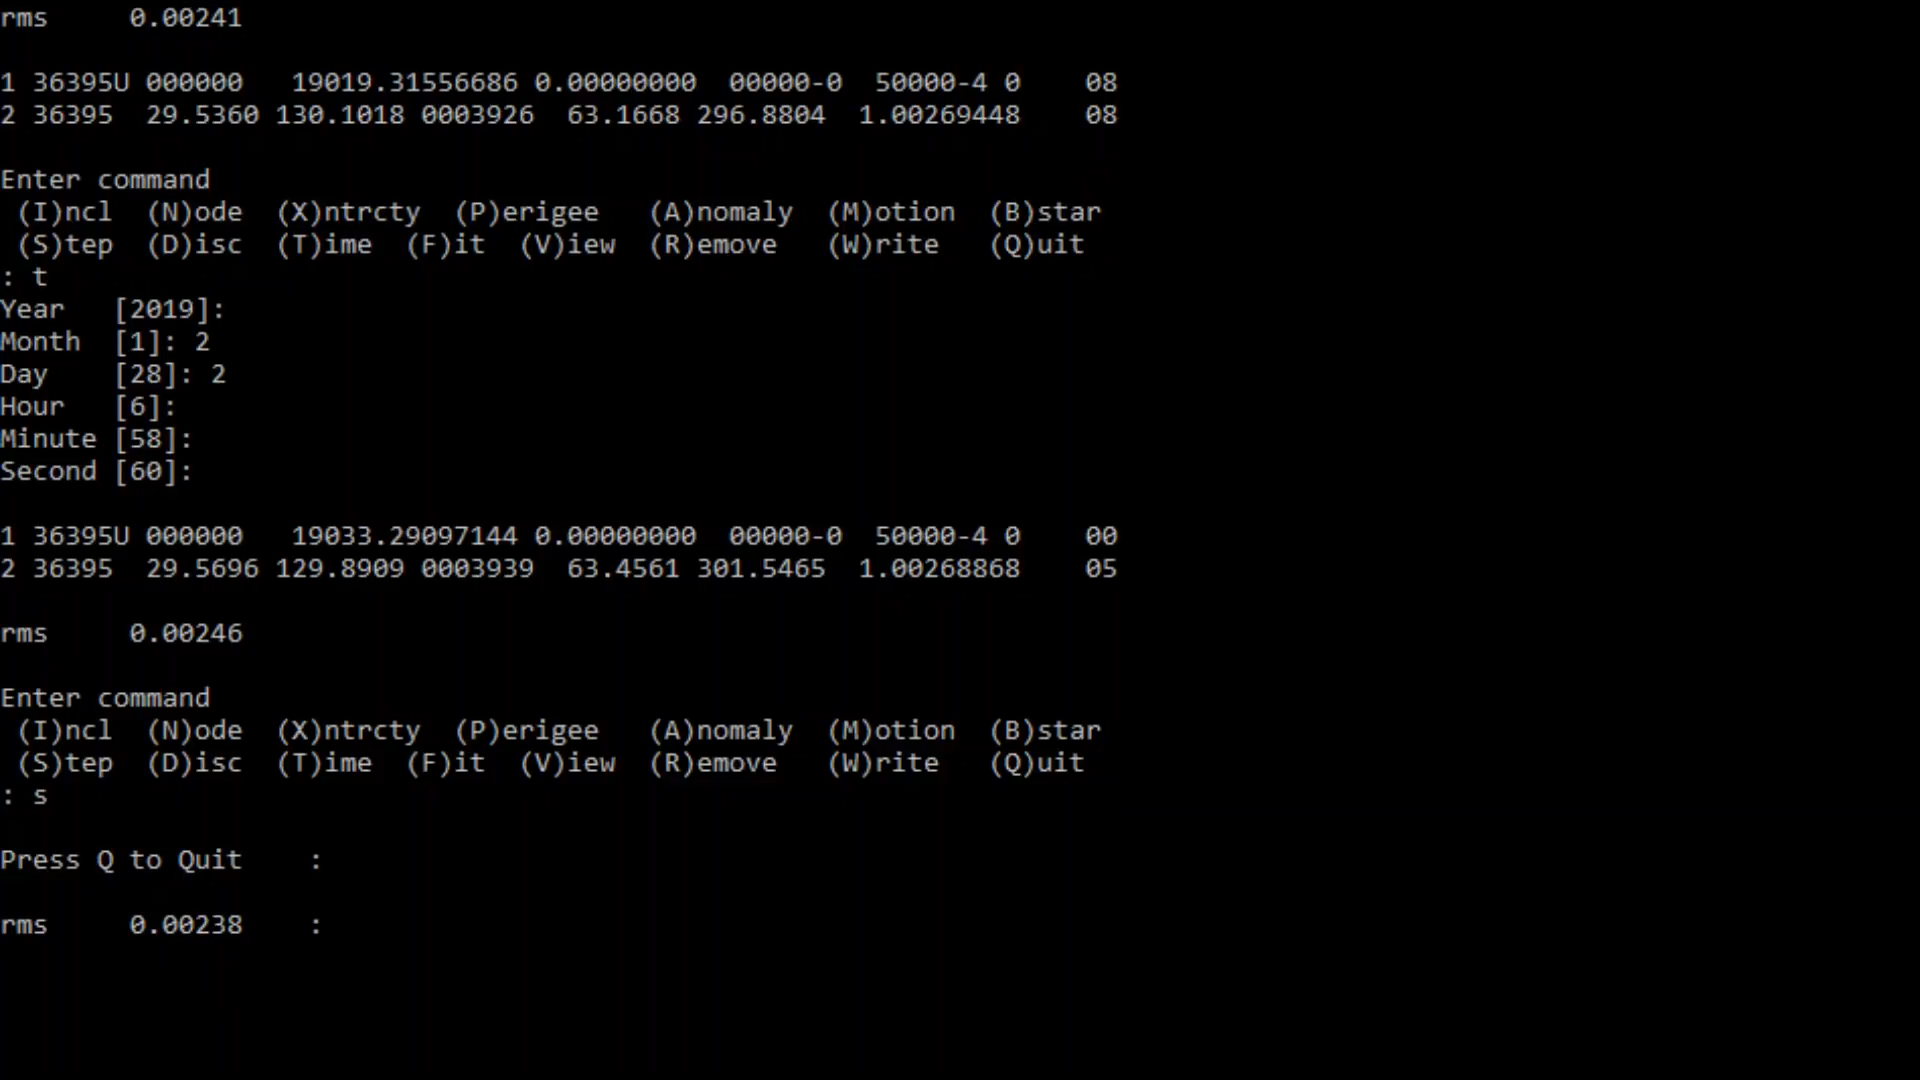 rms     0.00241
1 36395U 000000   19019.31556686 0.00000000  00000-0  50000-4 0    08
2 36395  29.5360 130.1018 0003926  63.1668 296.8804  1.00269448    08
Enter command
 (I)ncl  (N)ode  (X)ntrcty  (P)erigee   (A)nomaly  (M)otion  (B)star
 (S)tep  (D)isc  (T)ime  (F)it  (V)iew  (R)emove   (W)rite   (Q)uit
: t
Year   [2019]:
Month  [1]: 2
Day    [28]: 2
Hour   [6]:
Minute [58]:
Second [60]:
1 36395U 000000   19033.29097144 0.00000000  00000-0  50000-4 0    00
2 36395  29.5696 129.8909 0003939  63.4561 301.5465  1.00268868    05
rms     0.00246
Enter command
 (I)ncl  (N)ode  (X)ntrcty  (P)erigee   (A)nomaly  (M)otion  (B)star
 (S)tep  (D)isc  (T)ime  (F)it  (V)iew  (R)emove   (W)rite   (Q)uit
: s
Press Q to Quit    :
rms     0.00238    :